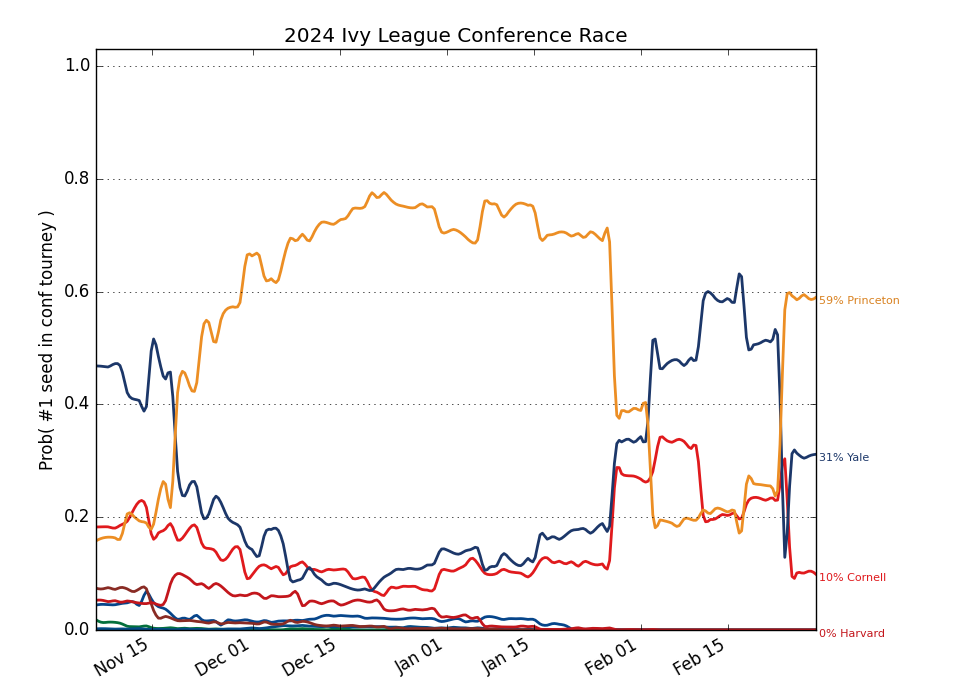 2024 Ivy League Conference Race
Prob( #1 seed in conf tourney )
1.0
0.8
0.6
0.4
0.2
0.0
59% Princeton
31% Yale
10% Cornell
0% Harvard
Nov 15
Dec 01
Dec 15
Jan 01
Jan 15
Feb 01
Feb 15